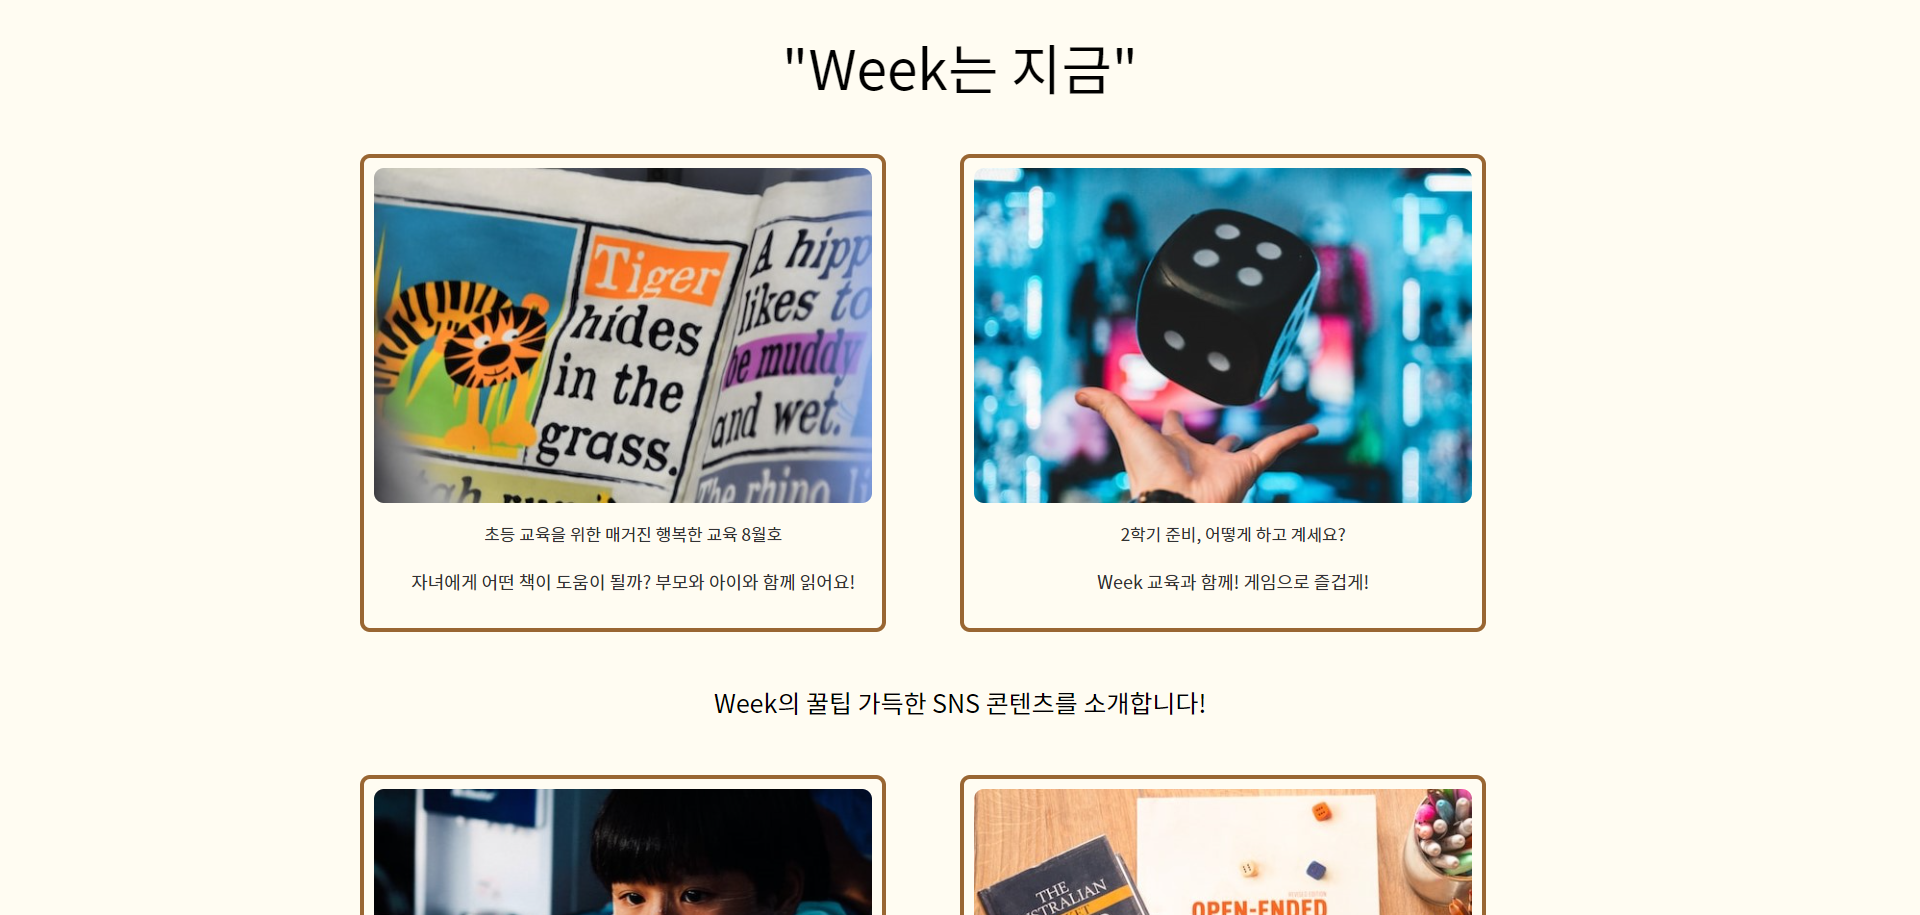 "Week는 지금"
Tiger
hides
in the
grass.
A hipp
likes to
be muddy
and wet.
The rhino li
초등 교육을 위한 매거진 행복한 교육 8월호
자녀에게 어떤 책이 도움이 될까? 부모와 아이와 함께 읽어요!
2학기 준비, 어떻게 하고 계세요?
Week 교육과 함께! 게임으로 즐겁게!
Week의 꿀팁 가득한 SNS 콘텐츠를 소개합니다!
THE
OPEN-ENDED